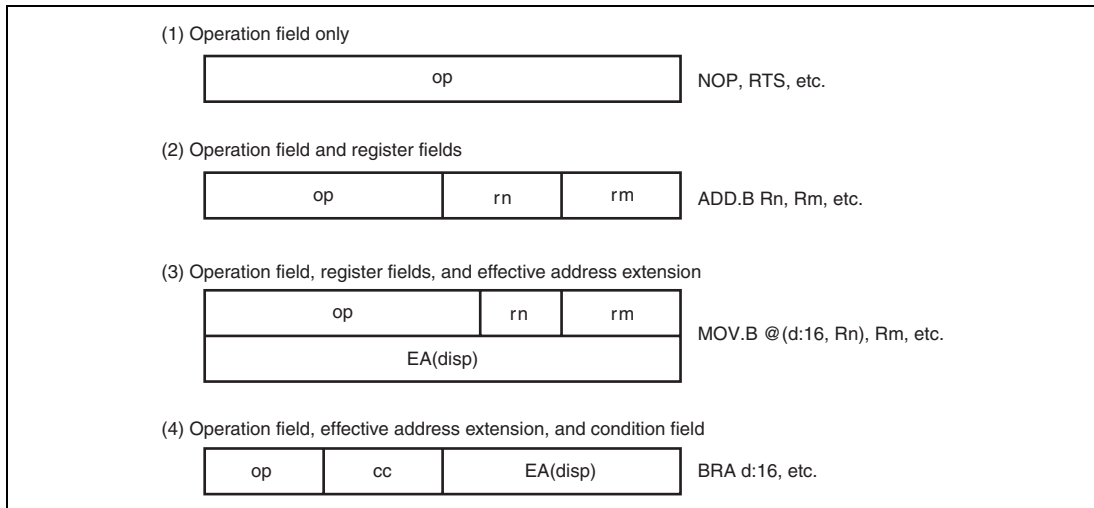 (1) Operation field only
op
NOP, RTS, etc.
(2) Operation field and register fields
op rn rm
ADD.B Rn, Rm, etc.
(3) Operation field, register fields, and effective address extension
op rn rm
EA(disp)
MOV.B @(d:16, Rn), Rm, etc.
(4) Operation field, effective address extension, and condition field
op cc EA(disp)
BRA d:16, etc.